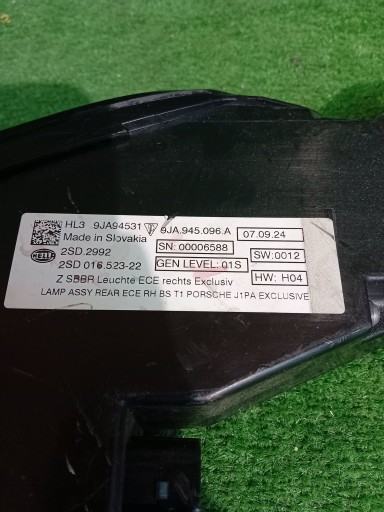 HL3 9JA94531 9JA.945.096.A 07.09.24
Made in Slovakia SN: 00006588
HELLA 2SD.2992 SW:0012
2SD 016.523-22 GEN LEVEL: 01S
Z SBBR Leuchte ECE rechts Exclusiv HW: H04
LAMP ASSY REAR ECE RH BS T1 PORSCHE J1PA EXCLUSIVE